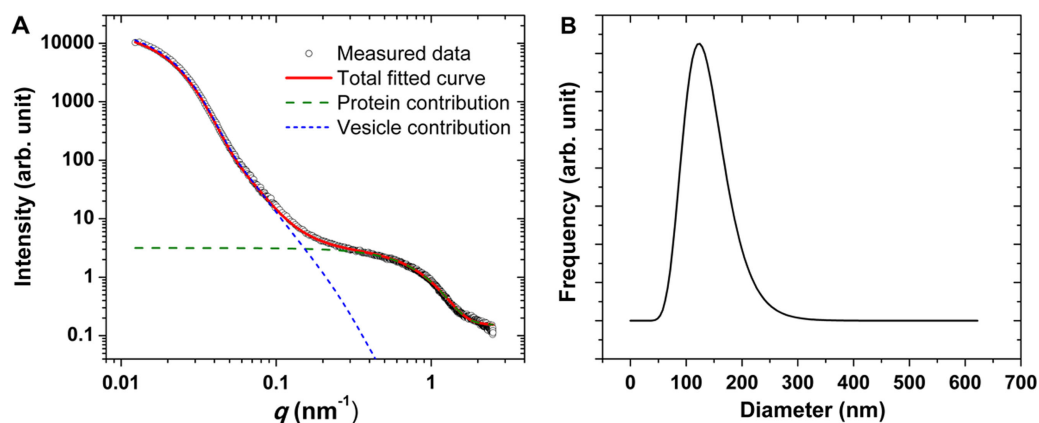 A
Intensity (arb. unit)
10000
1000
100
10
1
0.1
Measured data
Total fitted curve
Protein contribution
Vesicle contribution
0.01 0.1 1
q (nm⁻¹)
B
Frequency (arb. unit)
0 100 200 300 400 500 600 700
Diameter (nm)